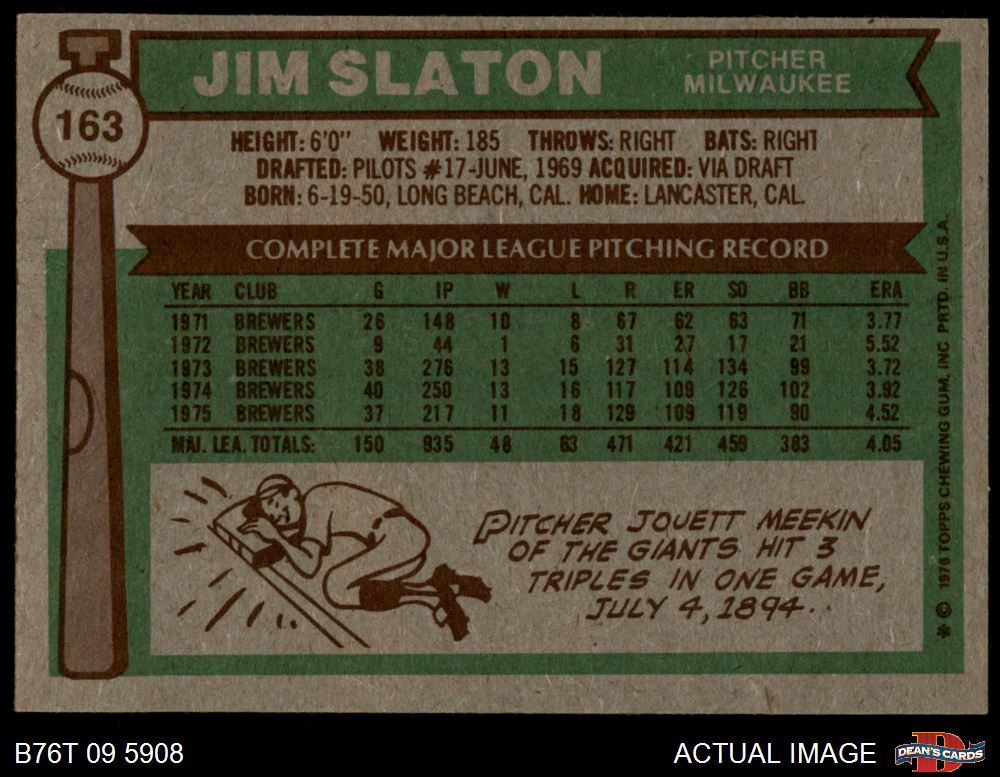 JIM SLATON
PITCHER
MILWAUKEE
163
HEIGHT: 6'0" WEIGHT: 185 THROWS: RIGHT BATS: RIGHT
DRAFTED: PILOTS #17-JUNE, 1969 ACQUIRED: VIA DRAFT
BORN: 6-19-50, LONG BEACH, CAL. HOME: LANCASTER, CAL.
COMPLETE MAJOR LEAGUE PITCHING RECORD
YEAR CLUB G IP W L R ER SO BB ERA
1971 BREWERS 26 148 10 8 67 62 63 71 3.77
1972 BREWERS 9 44 1 6 31 27 17 21 5.52
1973 BREWERS 38 276 13 15 127 114 134 99 3.72
1974 BREWERS 40 250 13 16 117 109 126 102 3.92
1975 BREWERS 37 217 11 18 129 109 119 90 4.52
MAJ. LEA. TOTALS: 150 935 48 63 471 421 459 383 4.05
PITCHER JOUETT MEEKIN
OF THE GIANTS HIT 3
TRIPLES IN ONE GAME,
JULY 4, 1894.
* © 1976 TOPPS CHEWING GUM, INC. PRTD. IN U.S.A.
B76T 09 5908
ACTUAL IMAGE
DEAN'S CARDS